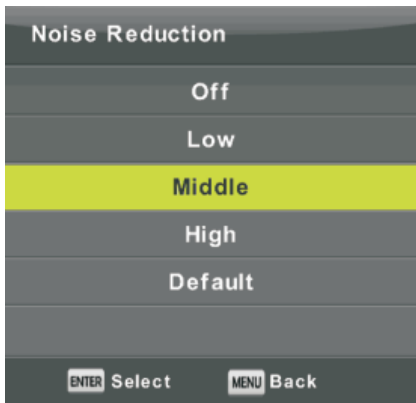 Noise Reduction
Off
Low
Middle
High
Default
ENTER Select MENU Back